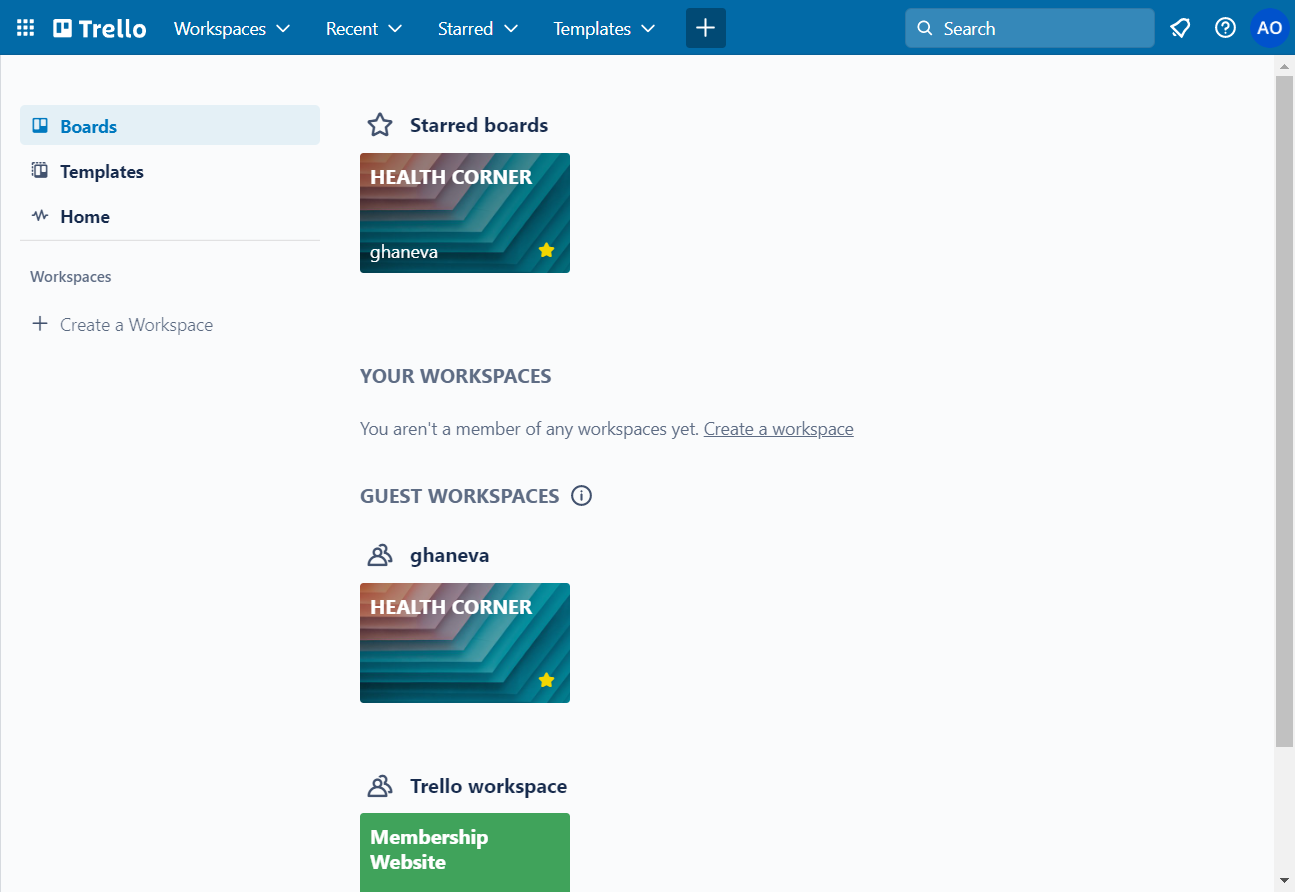 Trello
Workspaces
Recent
Starred
Templates
Search
AO
Boards
Templates
Home
Workspaces
Create a Workspace
Starred boards
HEALTH CORNER
ghaneva
YOUR WORKSPACES
You aren't a member of any workspaces yet. Create a workspace
GUEST WORKSPACES
ghaneva
HEALTH CORNER
Trello workspace
Membership
Website